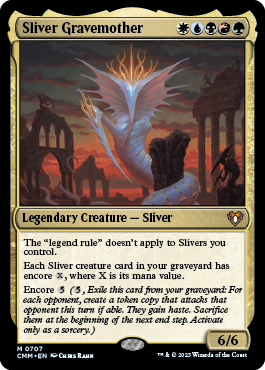 Sliver Gravemother
Legendary Creature — Sliver
The “legend rule” doesn’t apply to Slivers you
control.
Each Sliver creature card in your graveyard has
encore X, where X is its mana value.
Encore 5 (5, Exile this card from your graveyard: For
each opponent, create a token copy that attacks that
opponent this turn if able. They gain haste. Sacrifice
them at the beginning of the next end step. Activate
only as a sorcery.)
6/6
M 0707
CMM • EN Chris Rahn
™ & © 2023 Wizards of the Coast